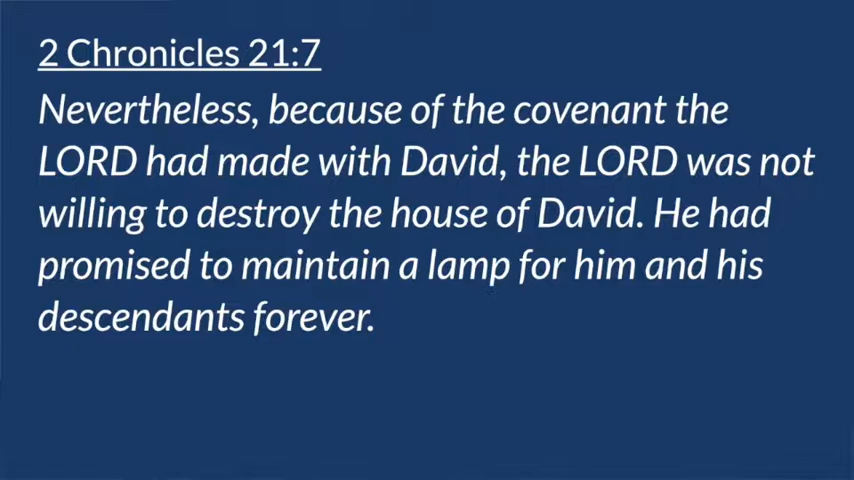 2 Chronicles 21:7
Nevertheless, because of the covenant the
LORD had made with David, the LORD was not
willing to destroy the house of David. He had
promised to maintain a lamp for him and his
descendants forever.